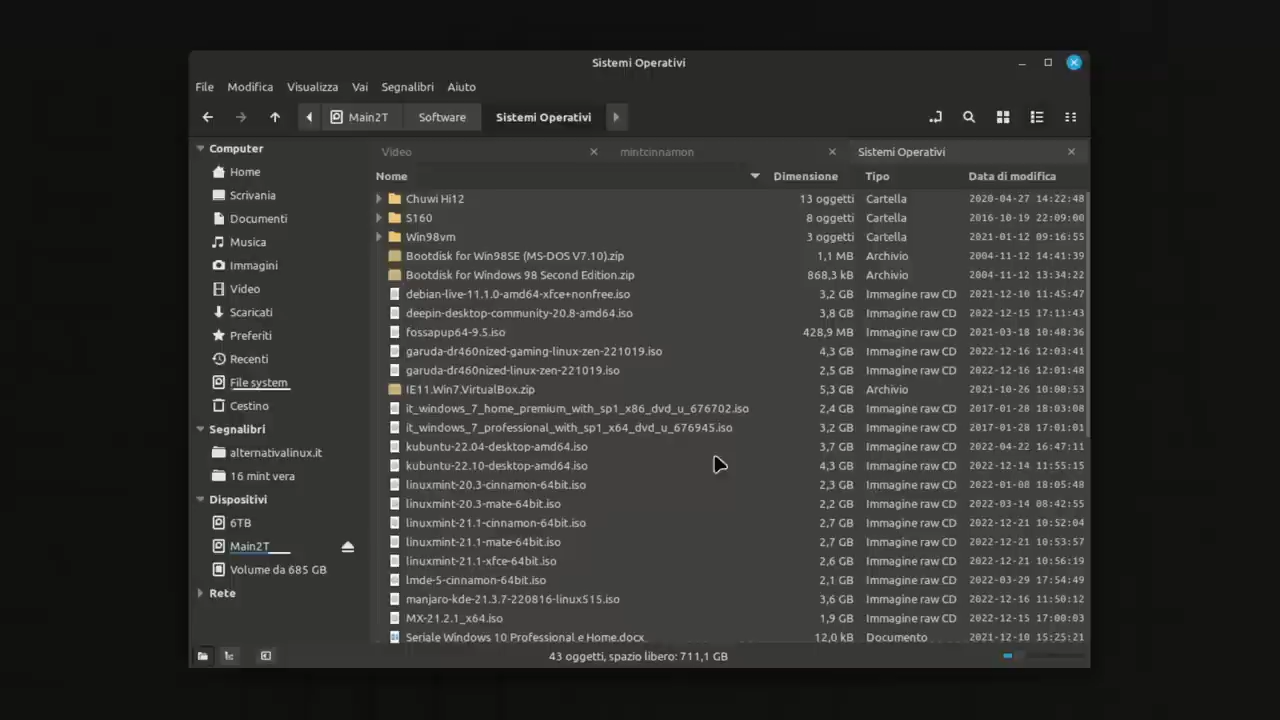 Sistemi Operativi
File Modifica Visualizza Vai Segnalibri Aiuto
Main2T Software Sistemi Operativi
Computer
Home
Scrivania
Documenti
Musica
Immagini
Video
Scaricati
Preferiti
Recenti
File system
Cestino
Segnalibri
alternativalinux.it
16 mint vera
Dispositivi
6TB
Main2T
Volume da 685 GB
Rete
Video mintcinnamon Sistemi Operativi
Nome Dimensione Tipo Data di modifica
Chuwi Hi12 13 oggetti Cartella 2020-04-27 14:22:48
S160 8 oggetti Cartella 2016-10-19 22:09:00
Win98vm 3 oggetti Cartella 2021-01-12 09:16:55
Bootdisk for Win98SE (MS-DOS V7.10).zip 1,1 MB Archivio 2004-11-12 14:41:39
Bootdisk for Windows 98 Second Edition.zip 868,3 kB Archivio 2004-11-12 13:34:22
debian-live-11.1.0-amd64-xfce+nonfree.iso 3,2 GB Immagine raw CD 2021-12-10 11:45:47
deepin-desktop-community-20.8-amd64.iso 3,8 GB Immagine raw CD 2022-12-15 17:11:43
fossapup64-9.5.iso 428,9 MB Immagine raw CD 2021-03-18 10:48:36
garuda-dr460nized-gaming-linux-zen-221019.iso 4,3 GB Immagine raw CD 2022-12-16 12:03:41
garuda-dr460nized-linux-zen-221019.iso 2,5 GB Immagine raw CD 2022-12-16 12:01:48
IE11.Win7.VirtualBox.zip 5,3 GB Archivio 2021-10-26 10:08:53
it_windows_7_home_premium_with_sp1_x86_dvd_u_676702.iso 2,4 GB Immagine raw CD 2017-01-28 18:03:08
it_windows_7_professional_with_sp1_x64_dvd_u_676945.iso 3,2 GB Immagine raw CD 2017-01-28 17:01:01
kubuntu-22.04-desktop-amd64.iso 3,7 GB Immagine raw CD 2022-04-22 16:47:11
kubuntu-22.10-desktop-amd64.iso 4,3 GB Immagine raw CD 2022-12-14 11:55:15
linuxmint-20.3-cinnamon-64bit.iso 2,3 GB Immagine raw CD 2022-01-08 18:05:48
linuxmint-20.3-mate-64bit.iso 2,2 GB Immagine raw CD 2022-03-14 08:42:55
linuxmint-21.1-cinnamon-64bit.iso 2,7 GB Immagine raw CD 2022-12-21 10:52:04
linuxmint-21.1-mate-64bit.iso 2,7 GB Immagine raw CD 2022-12-21 10:53:57
linuxmint-21.1-xfce-64bit.iso 2,6 GB Immagine raw CD 2022-12-21 10:56:19
lmde-5-cinnamon-64bit.iso 2,1 GB Immagine raw CD 2022-03-29 17:54:49
manjaro-kde-21.3.7-220816-linux515.iso 3,6 GB Immagine raw CD 2022-12-16 11:50:12
MX-21.2.1_x64.iso 1,9 GB Immagine raw CD 2022-12-15 17:00:03
Seriale Windows 10 Professional e Home.docx 12,0 kB Documento 2021-12-10 15:25:21
43 oggetti, spazio libero: 711,1 GB